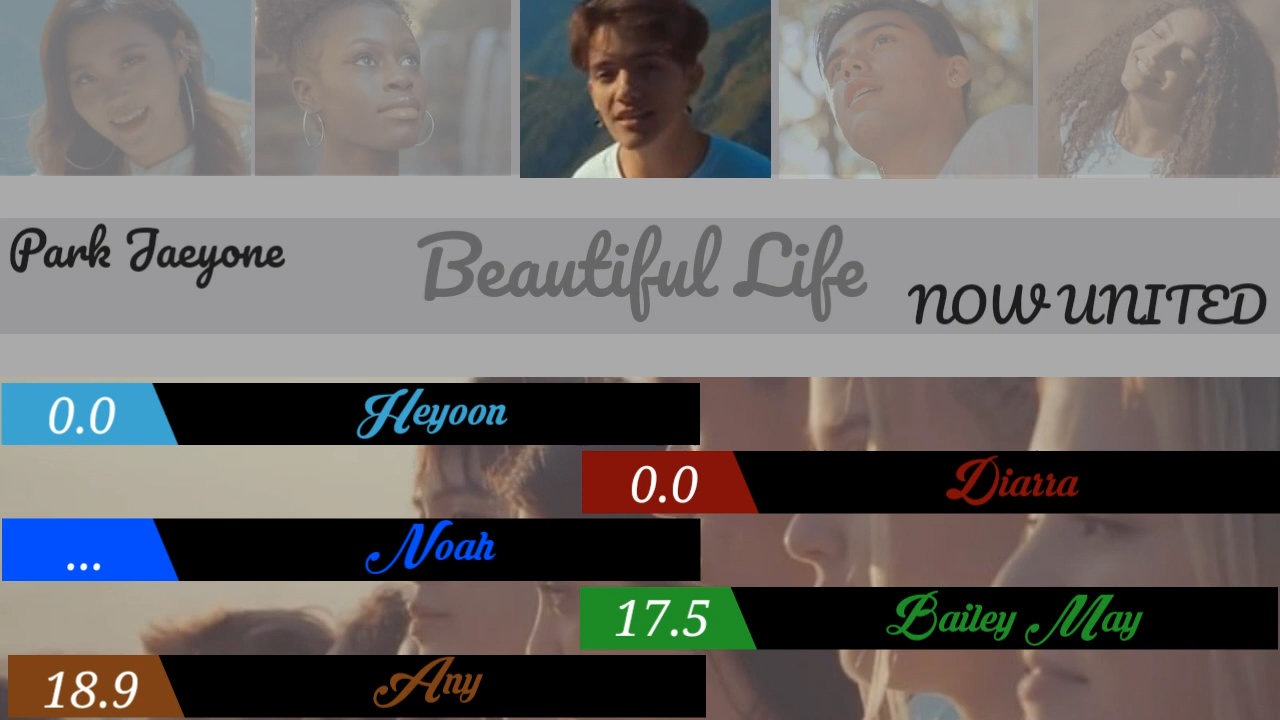 Park Jaeyone
Beautiful Life
NOW UNITED
0.0 Heyoon
0.0 Diarra
... Noah
17.5 Bailey May
18.9 Any